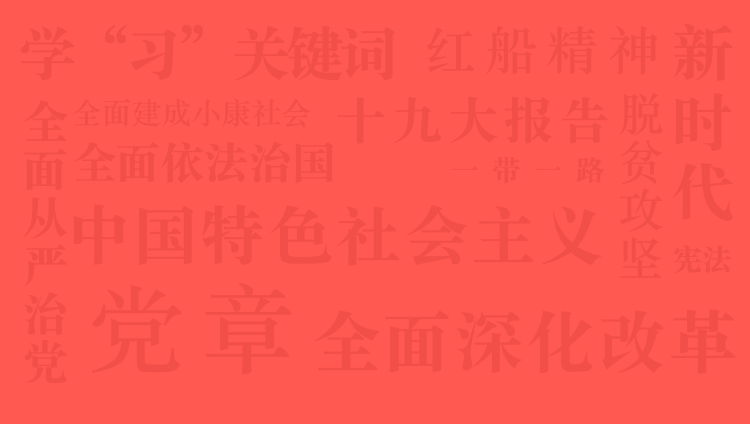 学“习”关键词
红船精神
新时代
全面从严治党
全面建成小康社会
十九大报告
脱贫攻坚
全面依法治国
一带一路
中国特色社会主义
宪法
党章
全面深化改革